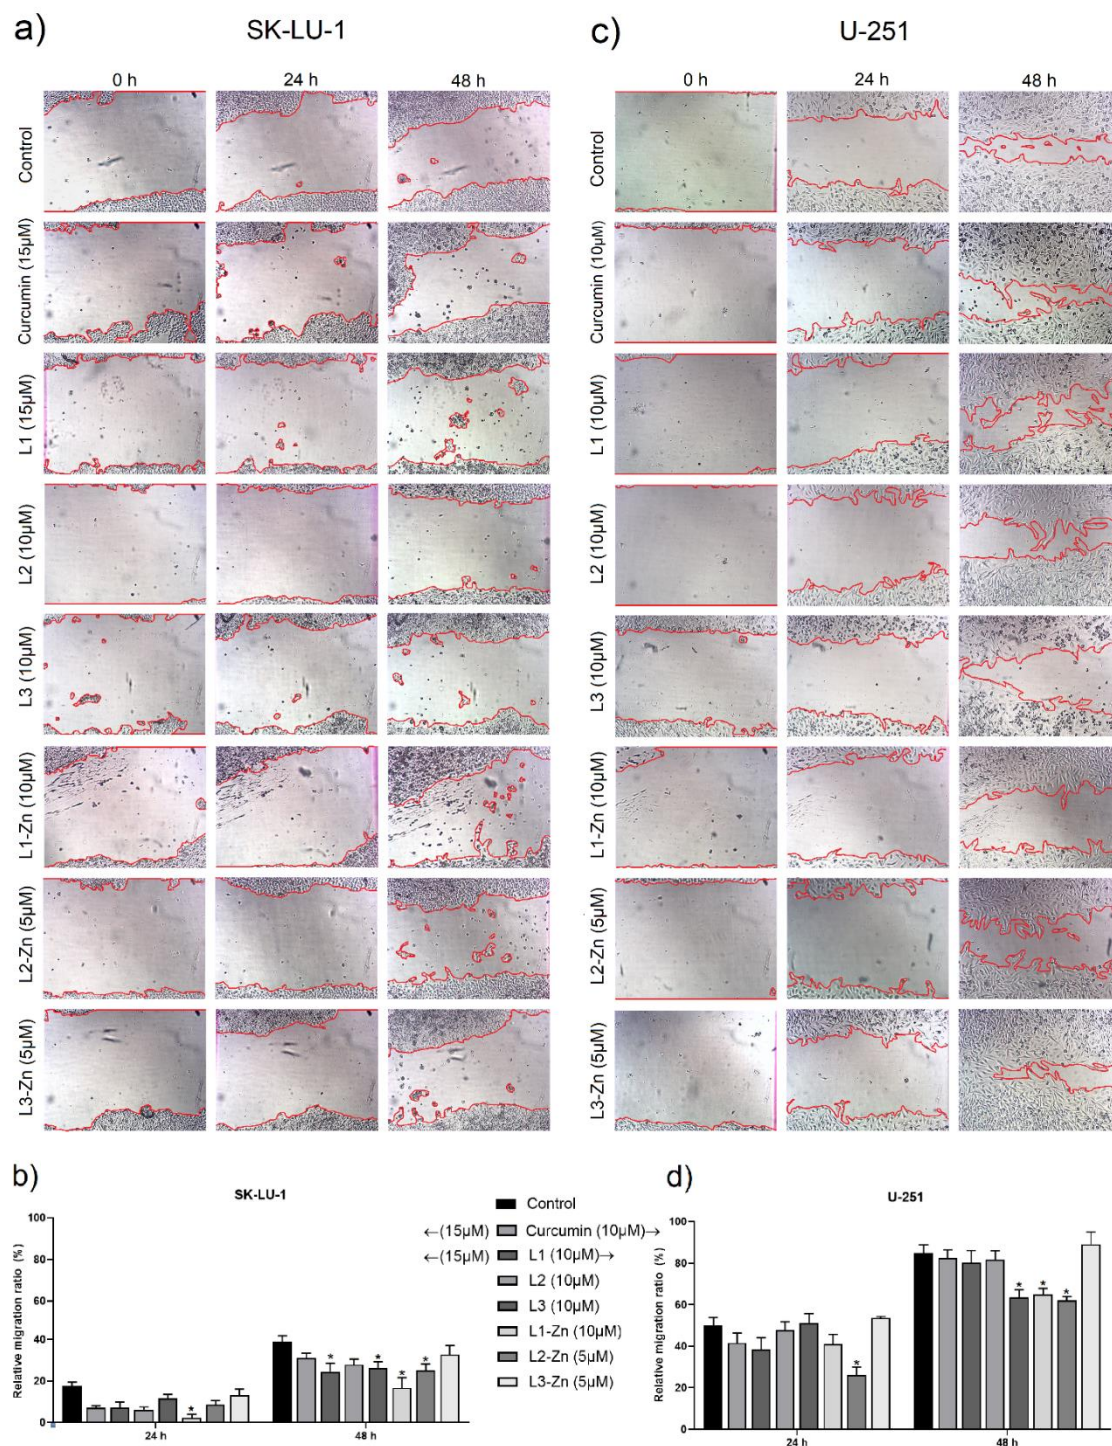 a) SK-LU-1
0 h 24 h 48 h
Control
Curcumin (15µM)
L1 (15µM)
L2 (10µM)
L3 (10µM)
L1-Zn (10µM)
L2-Zn (5µM)
L3-Zn (5µM)
c) U-251
0 h 24 h 48 h
Control
Curcumin (10µM)
L1 (10µM)
L2 (10µM)
L3 (10µM)
L1-Zn (10µM)
L2-Zn (5µM)
L3-Zn (5µM)
b)
SK-LU-1
Relative migration ratio (%)
100
80
60
40
20
0
* * * * *
24 h 48 h
Control
←(15µM) Curcumin (10µM)→
←(15µM) L1 (10µM)→
L2 (10µM)
L3 (10µM)
L1-Zn (10µM)
L2-Zn (5µM)
L3-Zn (5µM)
d)
U-251
Relative migration ratio (%)
100
80
60
40
20
0
* * * *
24 h 48 h